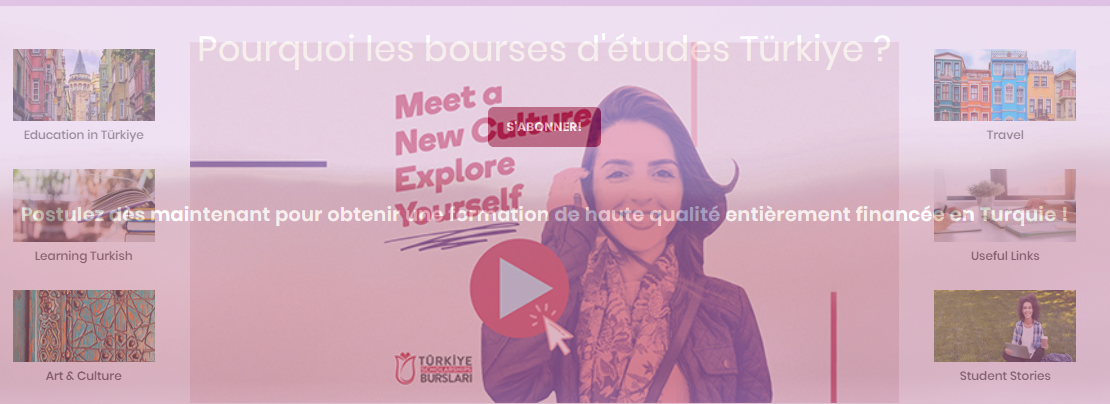 Pourquoi les bourses d'études Türkiye ?
Meet a
New Culture
Explore
Yourself
S'ABONNER!
Postulez dès maintenant pour obtenir une formation de haute qualité entièrement financée en Turquie !
Education in Türkiye
Learning Turkish
Art & Culture
TÜRKİYE
SCHOLARSHIPS
BURSLARI
Travel
Useful Links
Student Stories